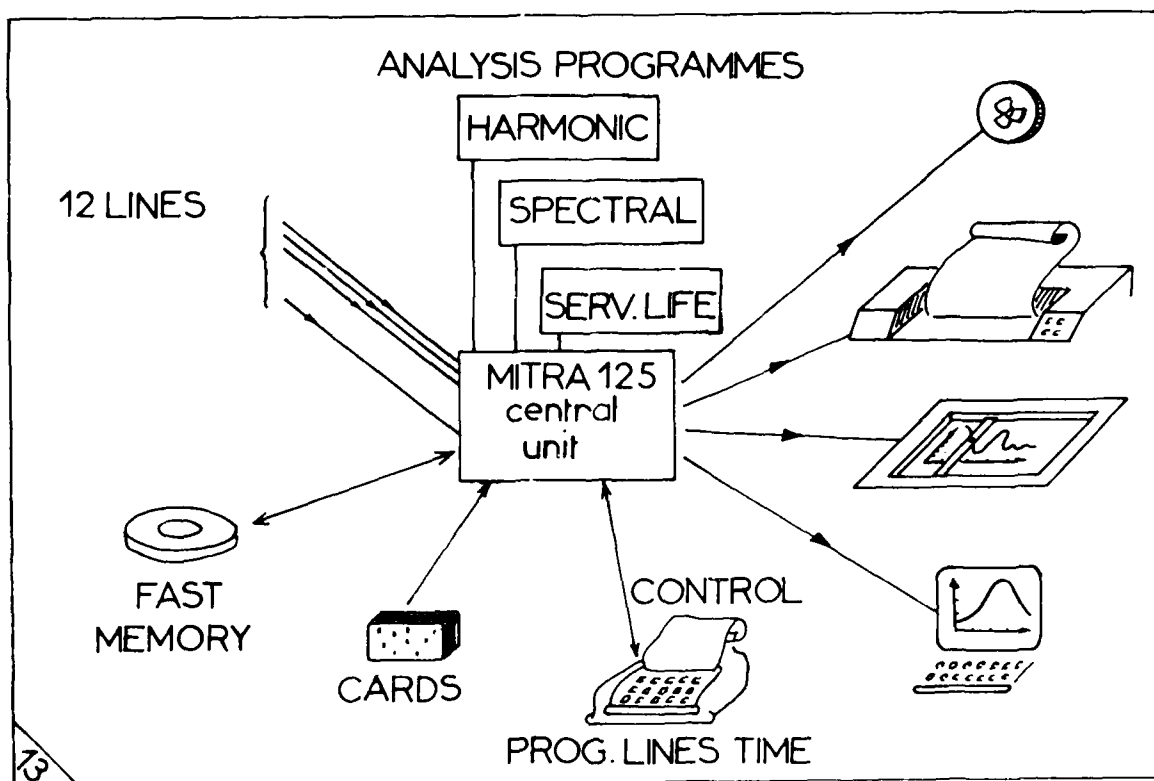 ANALYSIS PROGRAMMES
HARMONIC
12 LINES
SPECTRAL
SERV. LIFE
MITRA 125
central
unit
FAST
MEMORY
CARDS
CONTROL
PROG. LINES TIME
13